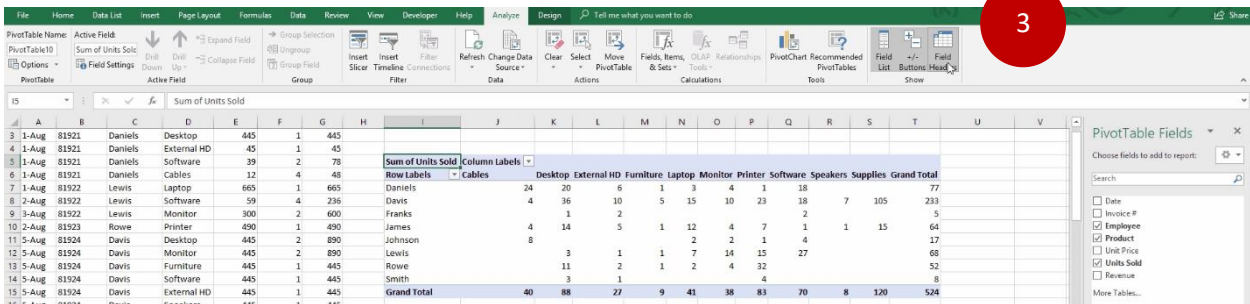 3
File Home Data List Insert Page Layout Formulas Data Review View Developer Help Analyze Design Tell me what you want to do Share
PivotTable Name: Active Field:
PivotTable10 Sum of Units Solc
Options Field Settings Drill Down Drill Up Expand Field Collapse Field
Group Selection Ungroup Group Field
Insert Slicer Insert Timeline Filter Connections
Refresh Change Data Source
Clear Select Move PivotTable
Fields, Items, & Sets OLAP Tools Relationships
PivotChart Recommended PivotTables
Field List +/- Buttons Field Headers
PivotTable Active Field Group Filter Data Actions Calculations Tools Show
I5 fx Sum of Units Sold
A B C D E F G H I J K L M N O P Q R S T U V
3 1-Aug 81921 Daniels Desktop 445 1 445
4 1-Aug 81921 Daniels External HD 45 1 45
5 1-Aug 81921 Daniels Software 39 2 78 Sum of Units Sold Column Labels
6 1-Aug 81921 Daniels Cables 12 4 48 Row Labels Cables Desktop External HD Furniture Laptop Monitor Printer Software Speakers Supplies Grand Total
7 1-Aug 81922 Lewis Laptop 665 1 665 Daniels 24 20 6 1 3 4 1 18 77
8 2-Aug 81922 Lewis Software 59 4 236 Davis 4 36 10 5 15 10 23 18 7 105 233
9 3-Aug 81922 Lewis Monitor 300 2 600 Franks 1 2 2 5
10 2-Aug 81923 Rowe Printer 490 1 490 James 4 14 5 1 12 4 7 1 1 15 64
11 5-Aug 81924 Davis Desktop 445 2 890 Johnson 8 2 2 1 4 17
12 5-Aug 81924 Davis Monitor 445 2 890 Lewis 3 1 1 7 14 15 27 68
13 5-Aug 81924 Davis Furniture 445 1 445 Rowe 11 2 1 2 4 32 52
14 5-Aug 81924 Davis Software 445 1 445 Smith 3 1 4 8
15 5-Aug 81924 Davis External HD 445 1 445 Grand Total 40 88 27 9 41 38 83 70 8 120 524
PivotTable Fields
Choose fields to add to report:
Search
Date
Invoice #
Employee
Product
Unit Price
Units Sold
Revenue
More Tables...